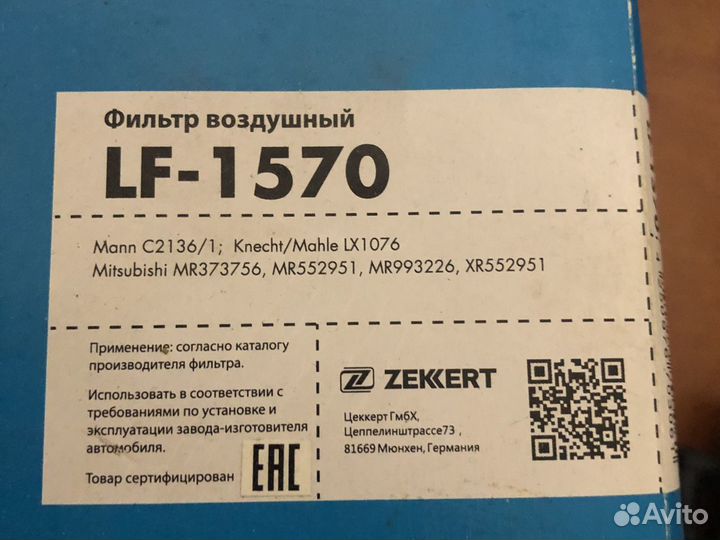 Фильтр воздушный
LF-1570
Mann C2136/1; Knecht/Mahle LX1076
Mitsubishi MR373756, MR552951, MR993226, XR552951
Применение: согласно каталогу
производителя фильтра.
Использовать в соответствии с
требованиями по установке и
эксплуатации завода-изготовителя
автомобиля.
Товар сертифицирован
EAC
ZEKKERT
Цеккерт ГмбХ,
Цеппелинштрассе73 ,
81669 Мюнхен, Германия
Avito